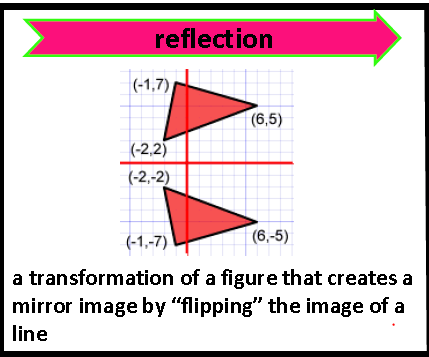 reflection
(-1,7)
(6,5)
(-2,2)
(-2,-2)
(6,-5)
(-1,-7)
a transformation of a figure that creates a
mirror image by “flipping” the image of a
line